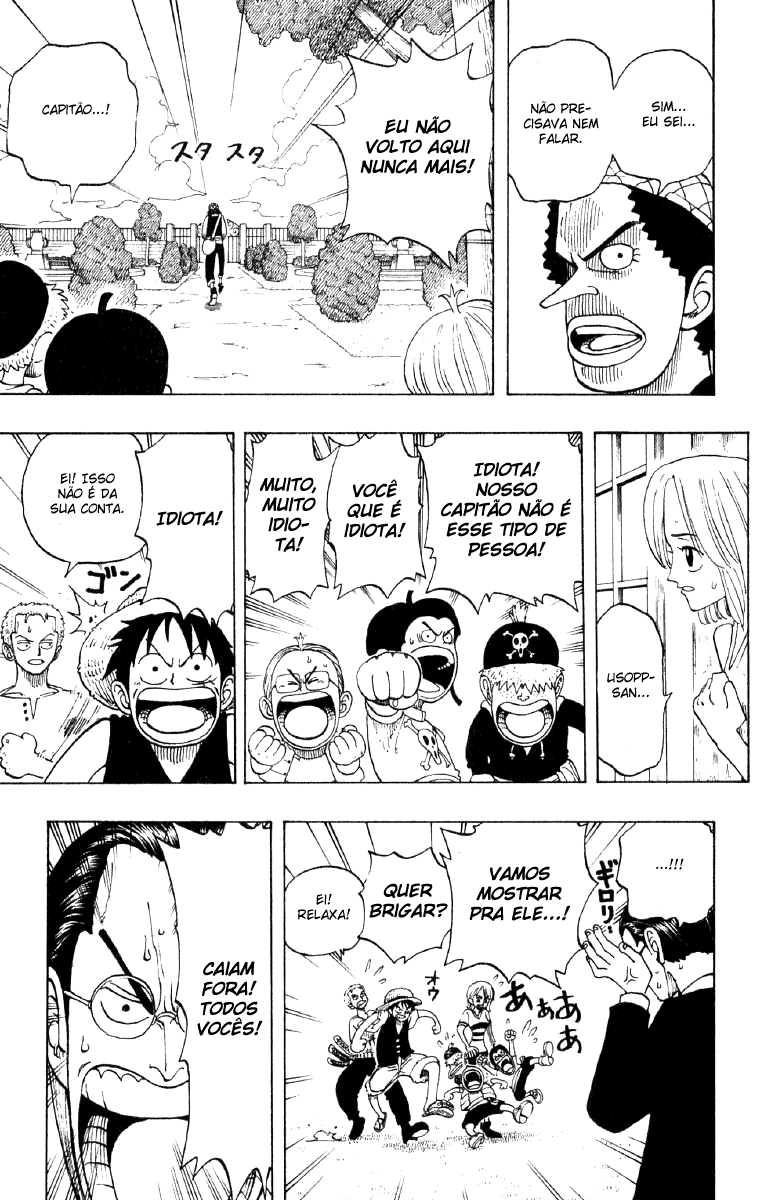 SIM...
EU SEI...
NÃO PRE-
CISAVA NEM
FALAR.
EU NÃO
VOLTO AQUI
NUNCA MAIS!
スタ スタ
CAPITÃO...!
USOPP-
SAN...
IDIOTA!
NOSSO
CAPITÃO NÃO É
ESSE TIPO DE
PESSOA!
VOCÊ
QUE É
IDIOTA!
MUITO,
MUITO
IDIO-
TA!
IDIOTA!
EI! ISSO
NÃO É DA
SUA CONTA.
ゴン
...!!!
ギロリ
VAMOS
MOSTRAR
PRA ELE...!
あぁぁああ
QUER
BRIGAR?
オウ
EI!
RELAXA!
CAIAM
FORA!
TODOS
VOCÊS!